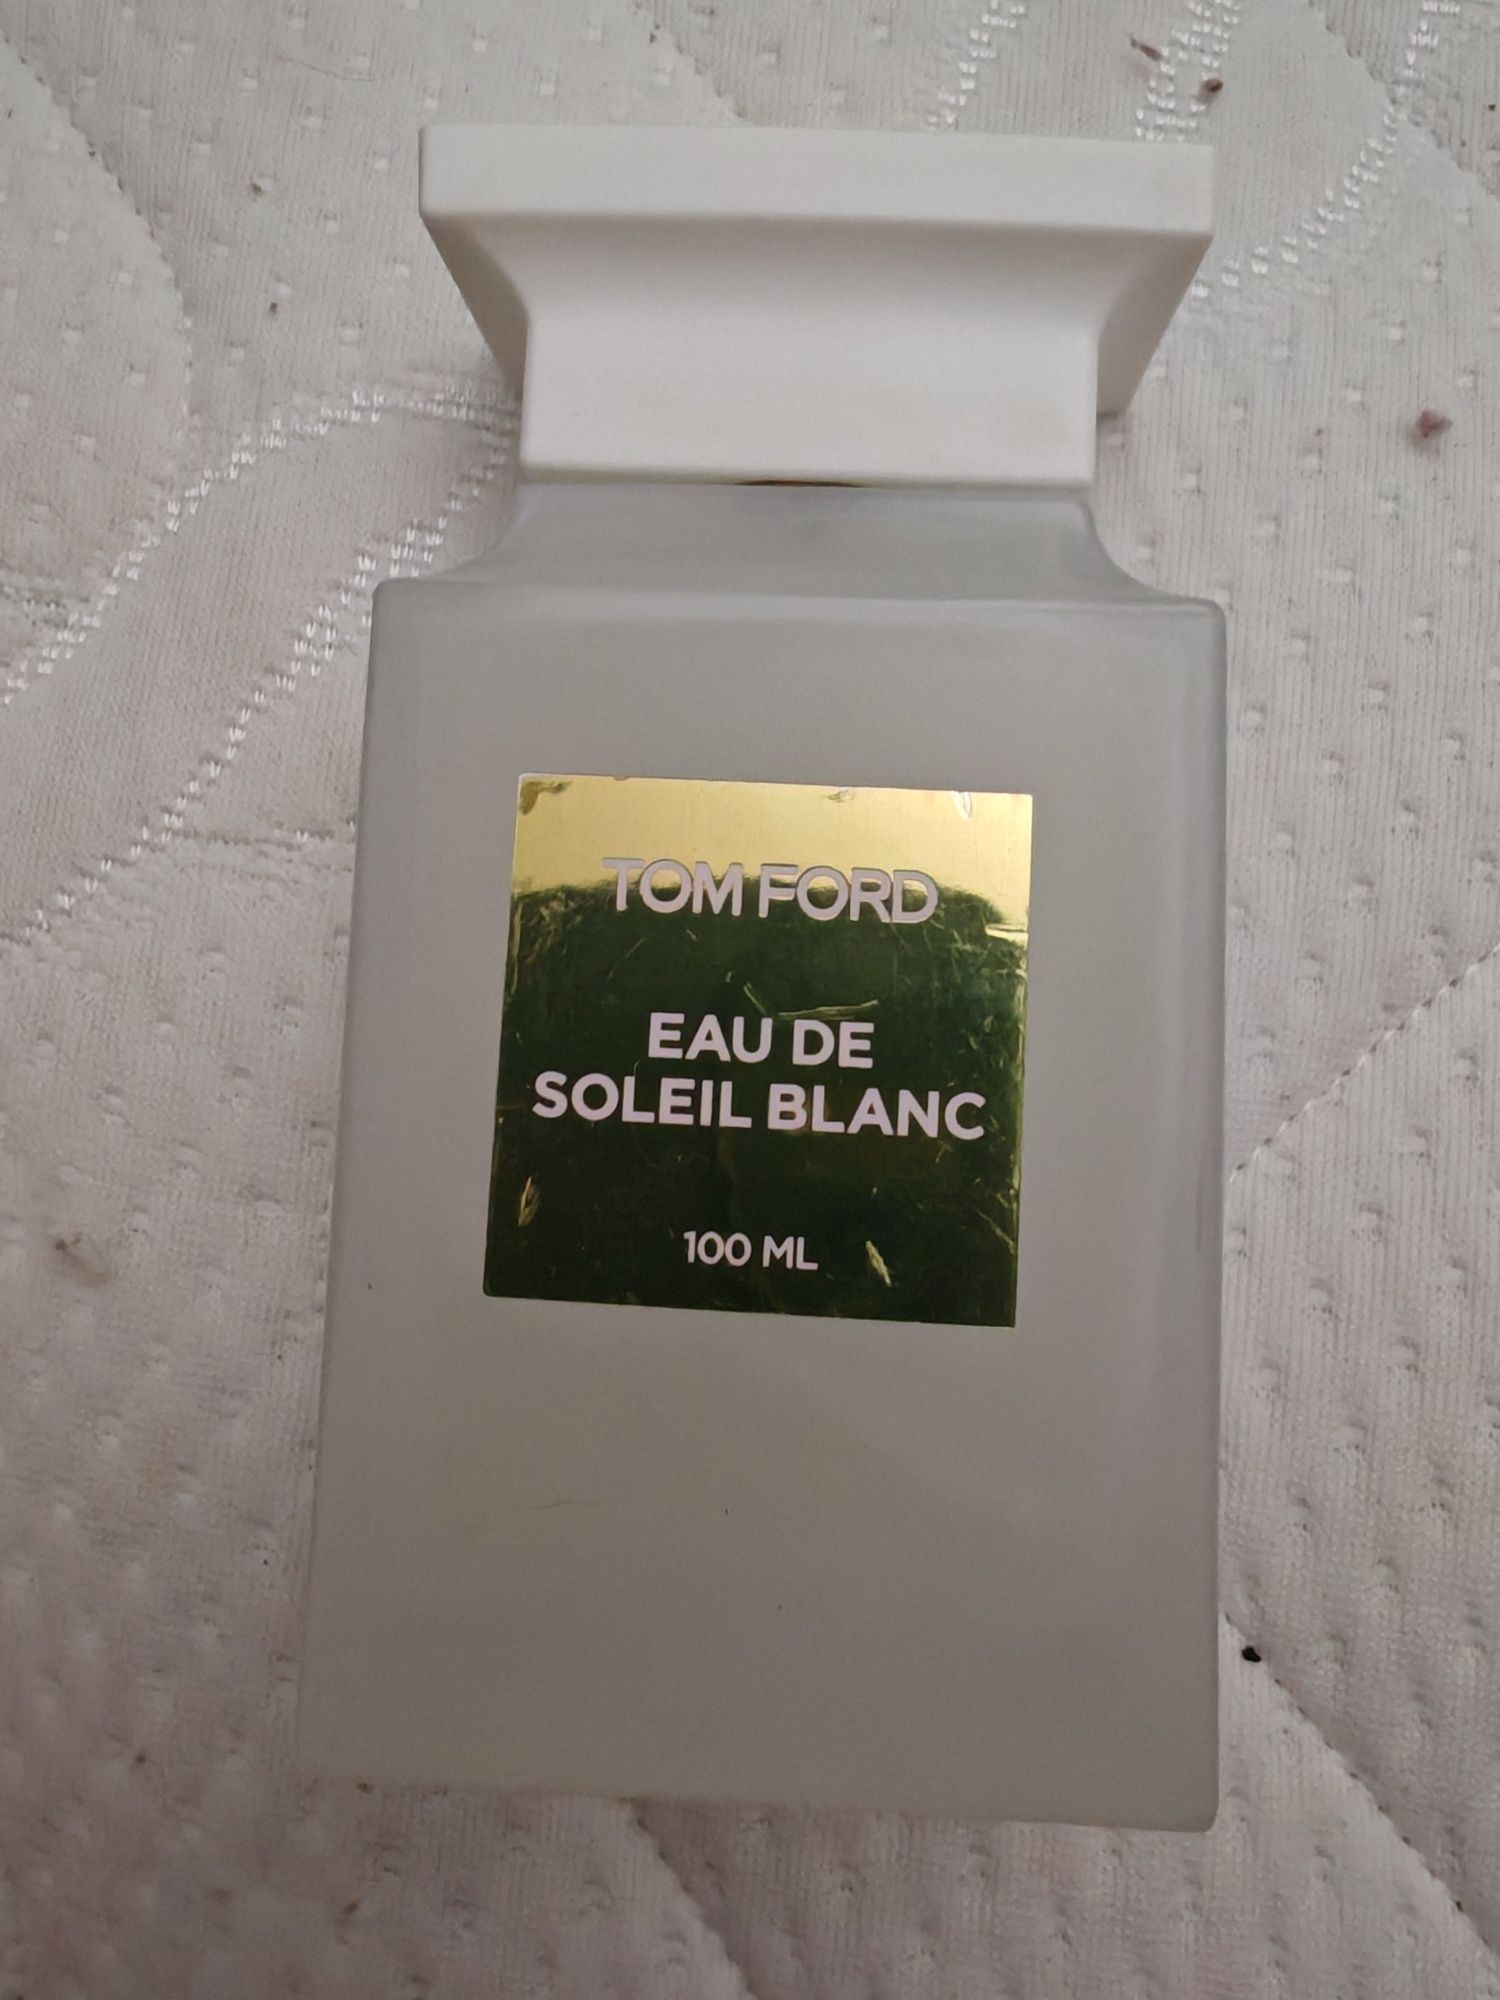 TOM FORD
EAU DE
SOLEIL BLANC
100 ML